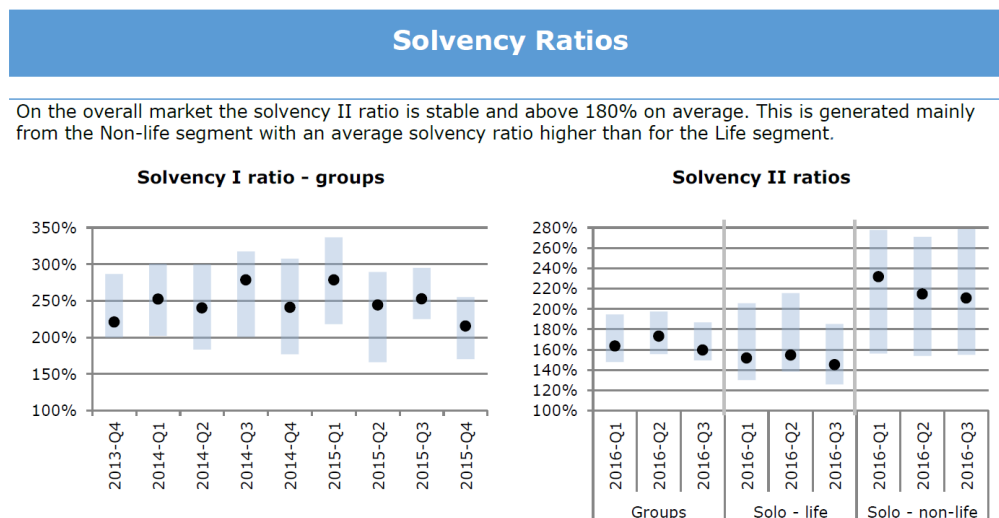 Solvency Ratios
On the overall market the solvency II ratio is stable and above 180% on average. This is generated mainly
from the Non-life segment with an average solvency ratio higher than for the Life segment.
Solvency I ratio - groups
350%
300%
250%
200%
150%
100%
2013-Q4
2014-Q1
2014-Q2
2014-Q3
2014-Q4
2015-Q1
2015-Q2
2015-Q3
2015-Q4
Solvency II ratios
280%
260%
240%
220%
200%
180%
160%
140%
120%
100%
2016-Q1
2016-Q2
2016-Q3
2016-Q1
2016-Q2
2016-Q3
2016-Q1
2016-Q2
2016-Q3
Groups
Solo - life
Solo - non-life